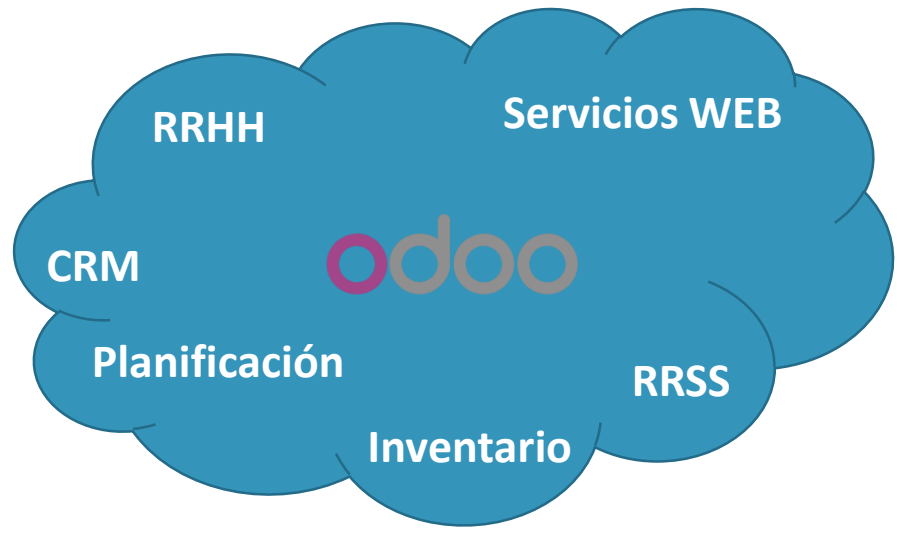 RRHH
Servicios WEB
CRM
odoo
Planificación
RRSS
Inventario